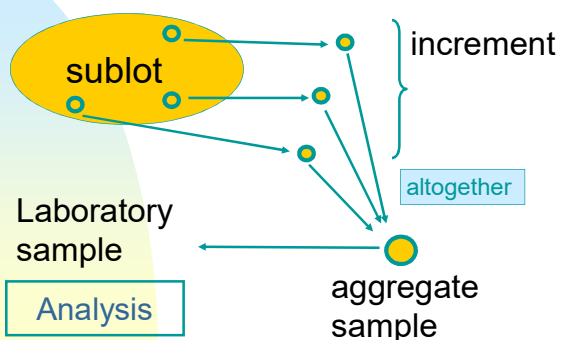 sublot
increment
altogether
Laboratory
sample
Analysis
aggregate
sample